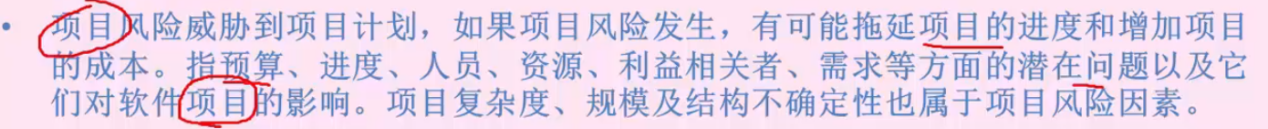 • 项目风险威胁到项目计划，如果项目风险发生，有可能拖延项目的进度和增加项目
的成本。指预算、进度、人员、资源、利益相关者、需求等方面的潜在问题以及它
们对软件项目的影响。项目复杂度、规模及结构不确定性也属于项目风险因素。